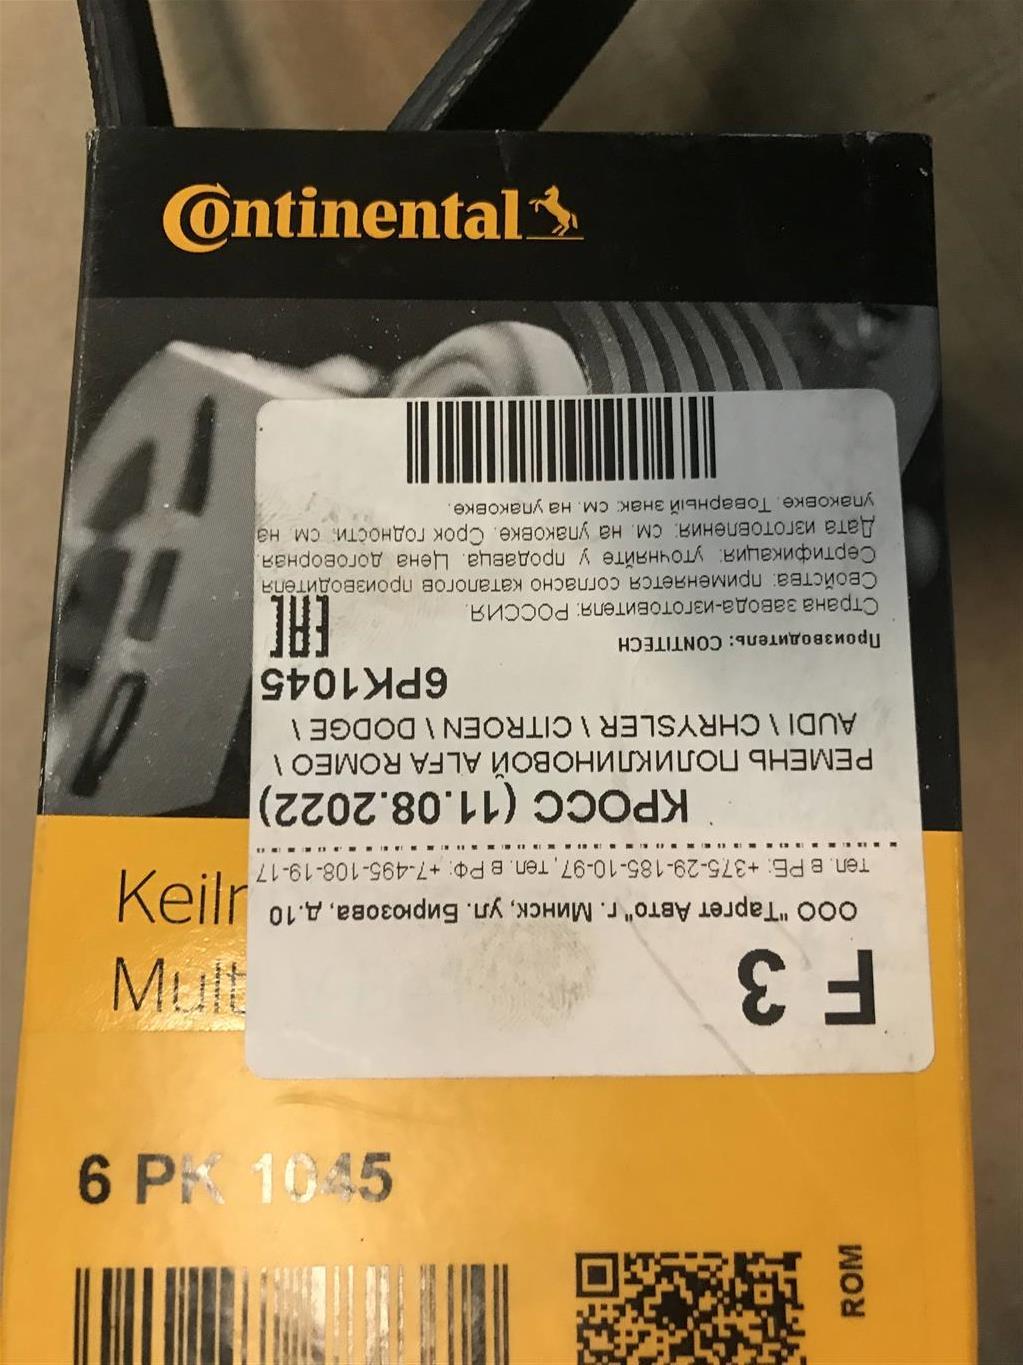 Continental
Keilr
Mult
6 PK 1045
ROM
F 3
ООО "Таргет Авто" г. Минск, ул. Бирюзова, д.10
тел. в РБ: +375-29-185-10-97, тел. в РФ: +7-495-108-19-17
КРОСС (11.08.2022)
РЕМЕНЬ ПОЛИКЛИНОВОЙ ALFA ROMEO \
AUDI \ CHRYSLER \ CITROEN \ DODGE \
6PK1045
Производитель: CONTITECH
EAC
Страна завода-изготовителя: РОССИЯ.
Свойства: применяется согласно каталогов производителя
Сертификация: уточняйте у продавца. Цена договорная.
Дата изготовления: см. на упаковке. Срок годности: см. на
упаковке. Товарный знак: см. на упаковке.